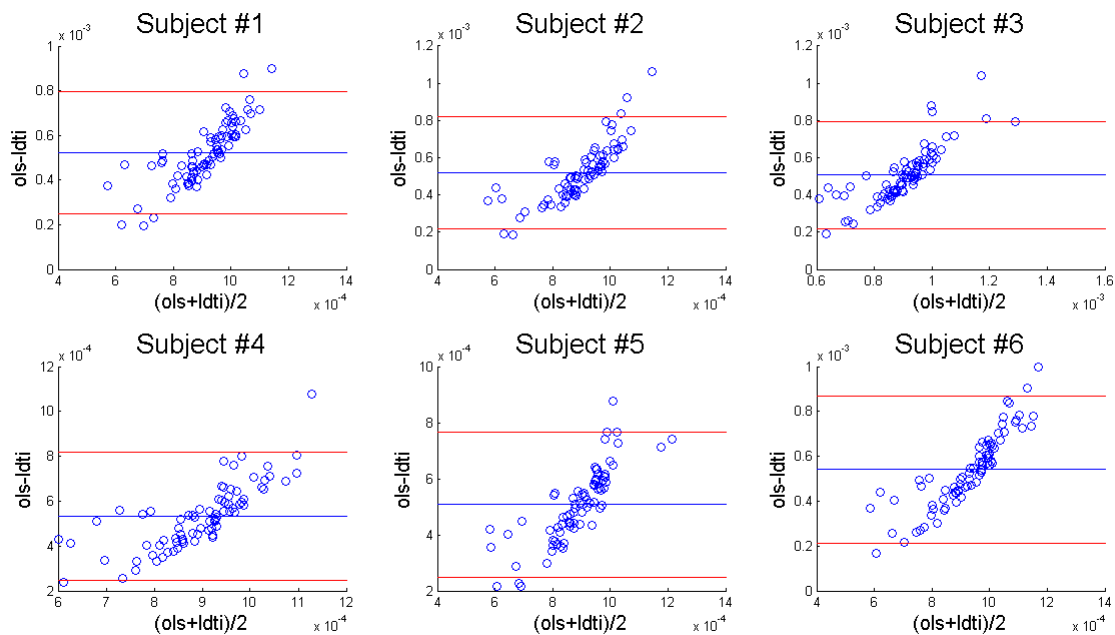 Subject #1
x 10⁻³
1
0.8
0.6
0.4
0.2
0
ols-ldti
4 6 8 10 12 14
(ols+ldti)/2
x 10⁻⁴
Subject #2
x 10⁻³
1.2
1
0.8
0.6
0.4
0.2
0
ols-ldti
4 6 8 10 12 14
(ols+ldti)/2
x 10⁻⁴
Subject #3
x 10⁻³
1.2
1
0.8
0.6
0.4
0.2
0
ols-ldti
0.6 0.8 1 1.2 1.4 1.6
(ols+ldti)/2
x 10⁻³
Subject #4
x 10⁻⁴
12
10
8
6
4
2
ols-ldti
6 7 8 9 10 11 12
(ols+ldti)/2
x 10⁻⁴
Subject #5
x 10⁻⁴
10
8
6
4
2
ols-ldti
4 6 8 10 12 14
(ols+ldti)/2
x 10⁻⁴
Subject #6
x 10⁻³
1
0.8
0.6
0.4
0.2
0
ols-ldti
4 6 8 10 12 14
(ols+ldti)/2
x 10⁻⁴